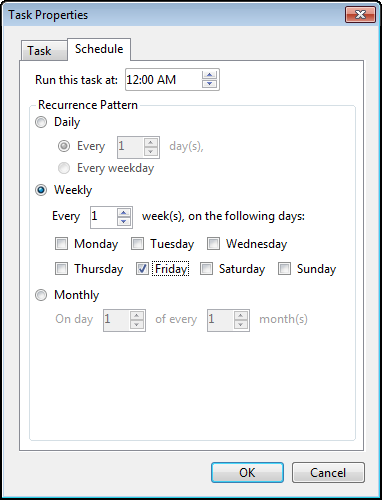 Task Properties
Task Schedule
Run this task at: 12:00 AM
Recurrence Pattern
Daily
Every 1 day(s),
Every weekday
Weekly
Every 1 week(s), on the following days:
Monday Tuesday Wednesday
Thursday Friday Saturday Sunday
Monthly
On day 1 of every 1 month(s)
OK Cancel